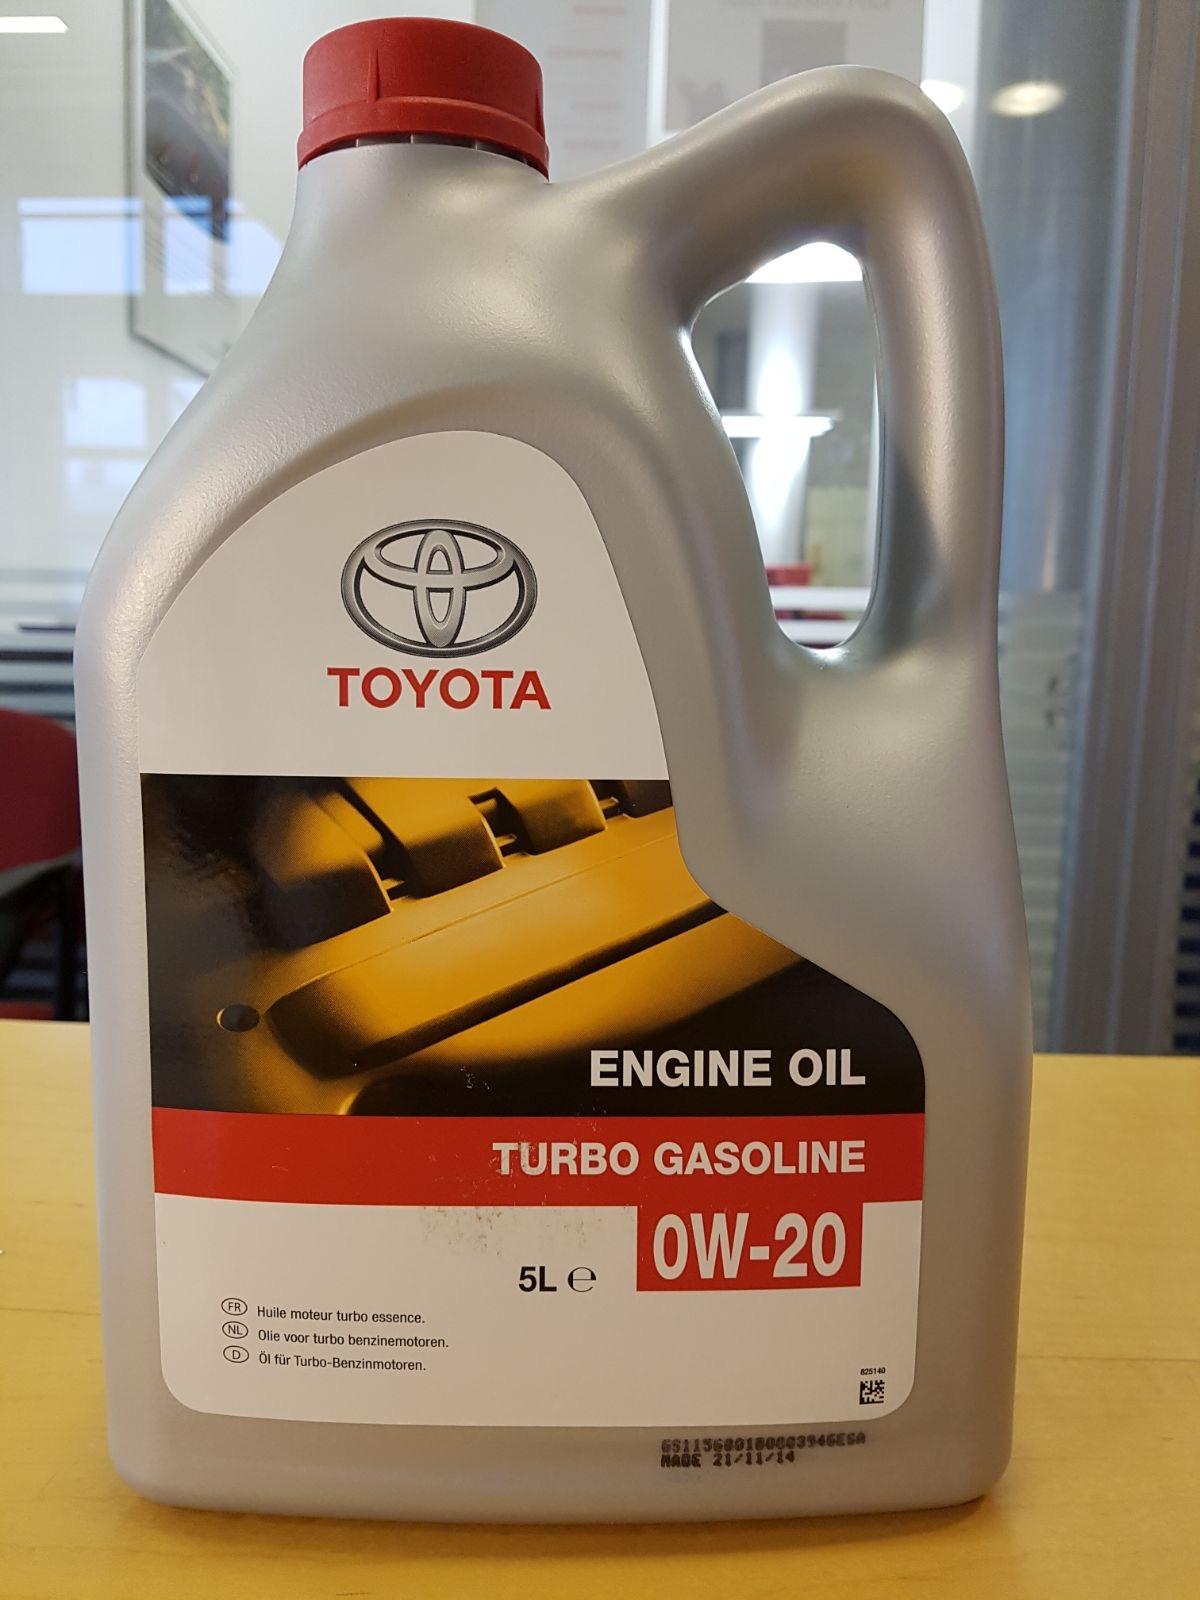 TOYOTA
ENGINE OIL
TURBO GASOLINE
0W-20
5L ℮
FR Huile moteur turbo essence.
NL Olie voor turbo benzinemotoren.
D Öl für Turbo-Benzinmotoren.
825140
MADE 21/11/14